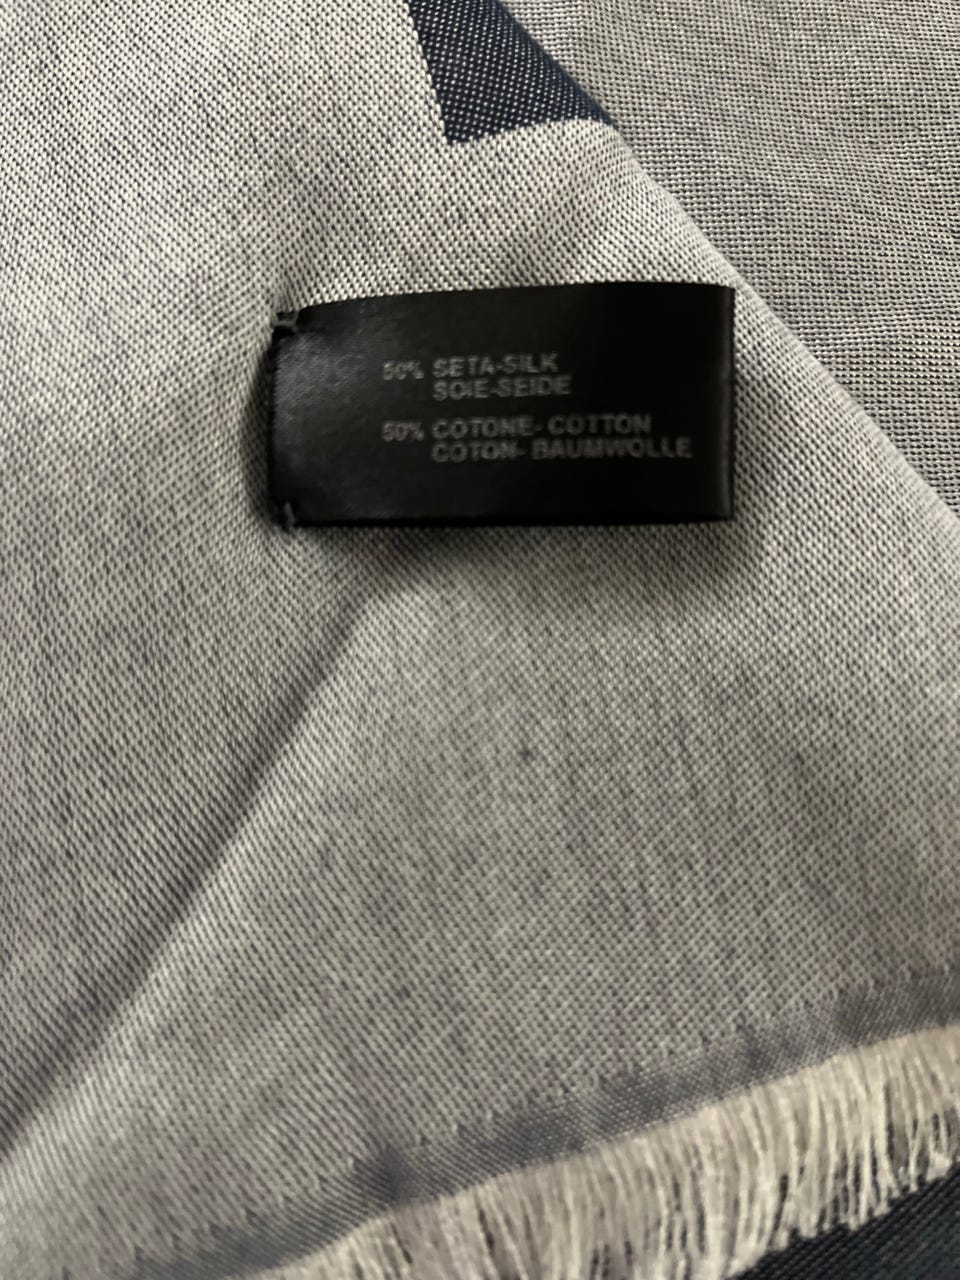 50% SETA-SILK
SOIE-SEIDE
50% COTONE- COTTON
COTON- BAUMWOLLE